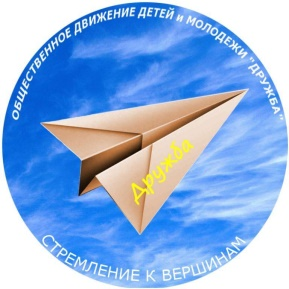 ОБЩЕСТВЕННОЕ ДВИЖЕНИЕ ДЕТЕЙ и МОЛОДЕЖИ "ДРУЖБА"
Дружба
СТРЕМЛЕНИЕ К ВЕРШИНАМ